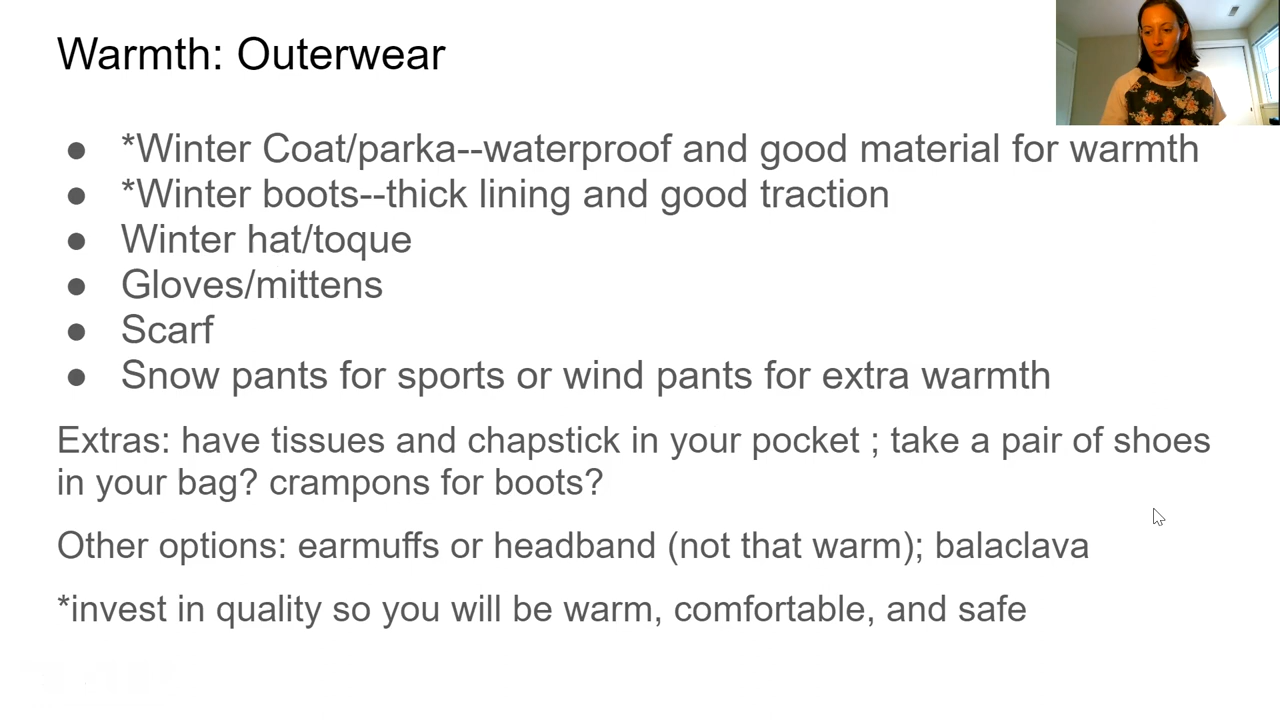 Warmth: Outerwear
● *Winter Coat/parka--waterproof and good material for warmth
● *Winter boots--thick lining and good traction
● Winter hat/toque
● Gloves/mittens
● Scarf
● Snow pants for sports or wind pants for extra warmth
Extras: have tissues and chapstick in your pocket ; take a pair of shoes
in your bag? crampons for boots?
Other options: earmuffs or headband (not that warm); balaclava
*invest in quality so you will be warm, comfortable, and safe